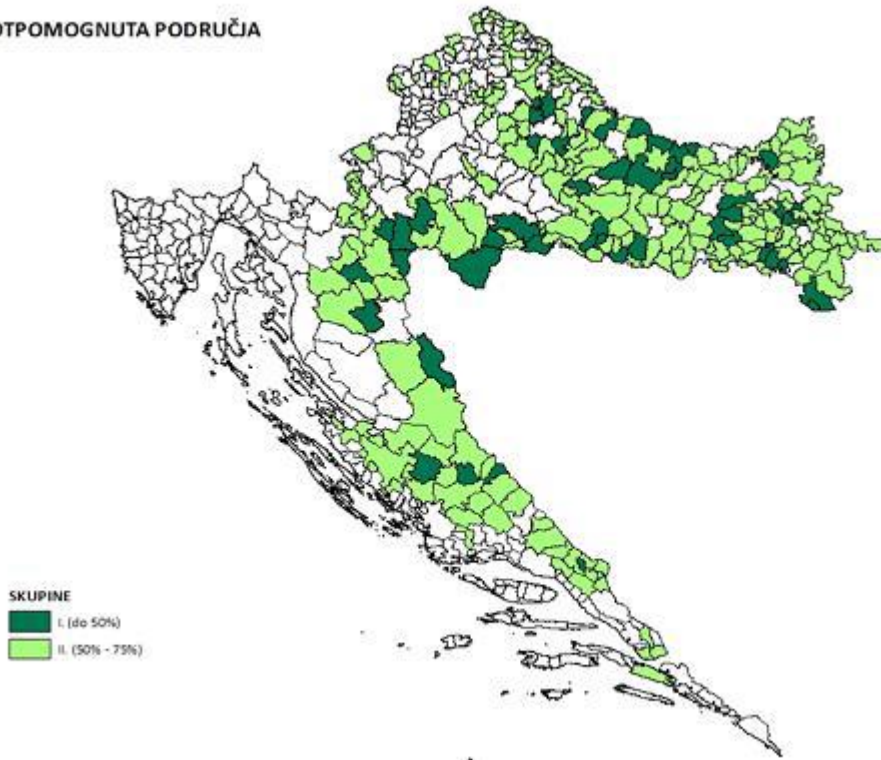 OTPOMOGNUTA PODRUČJA
SKUPINE
I. (do 50%)
II. (50% - 75%)